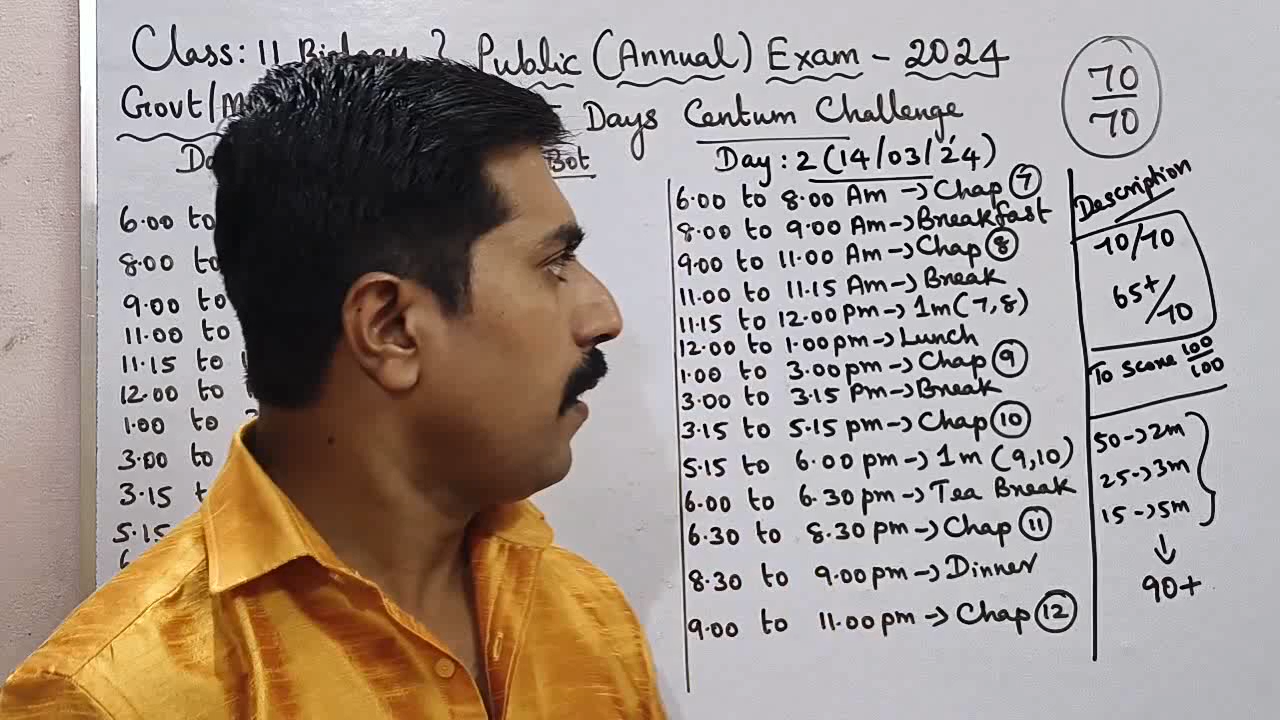 Class: 11 Biology Public (Annual) Exam - 2024
Govt/M
Days Centum Challenge
70
70
Bot
Day: 2 (14/03/24)
6.00 to
8.00 to
9.00 to
11.00 to
11.15 to
12.00 to
1.00 to
3.00 to
3.15
5.15
6.00 to 8.00 Am → Chap 7
8.00 to 9.00 Am → Breakfast
9.00 to 11.00 Am → Chap 8
11.00 to 11.15 Am → Break
11.15 to 12.00 pm → 1m (7,8)
12.00 to 1.00 pm → Lunch
1.00 to 3.00 pm → Chap 9
3.00 to 3.15 Pm → Break
3.15 to 5.15 pm → Chap 10
5.15 to 6.00 pm → 1m (9,10)
6.00 to 6.30 pm → Tea Break
6.30 to 8.30 pm → Chap 11
8.30 to 9.00 pm → Dinner
9.00 to 11.00 pm → Chap 12
Description
70/70
65+/70
To Score 100/100
50 → 2m
25 → 3m
15 → 5m
↓
90+